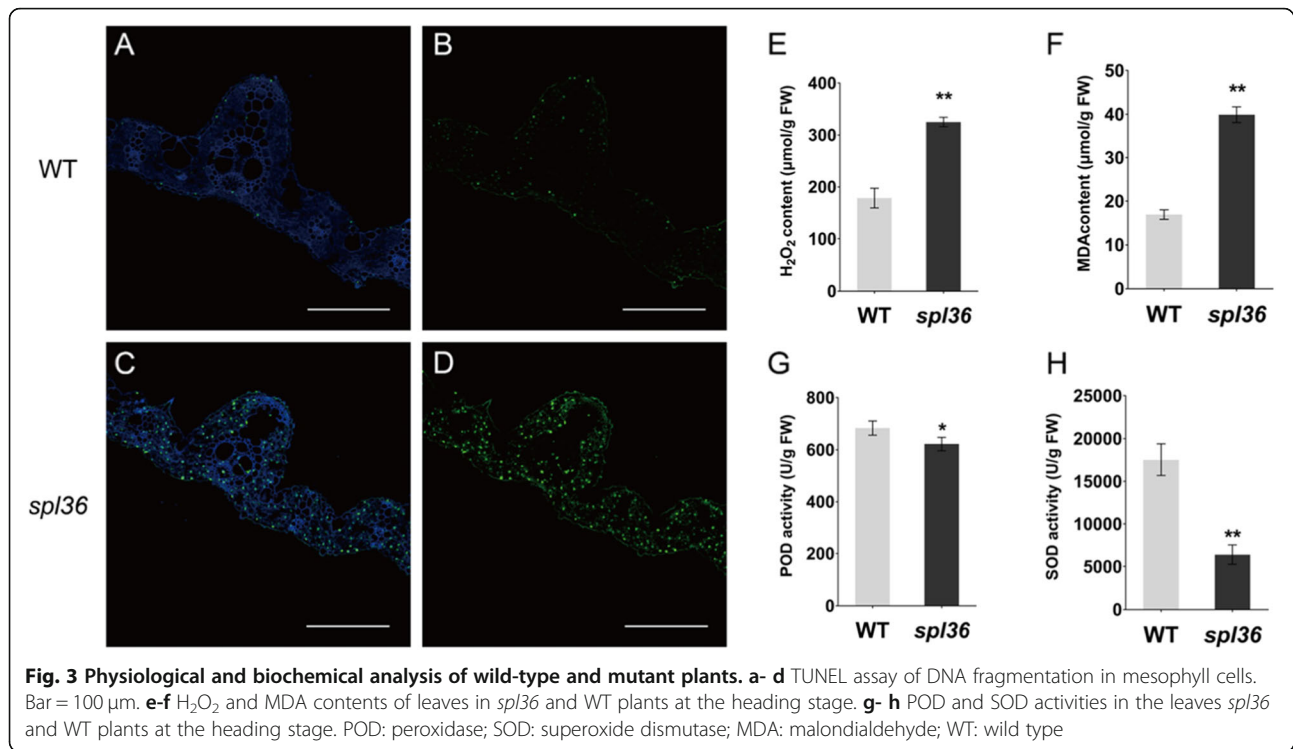 A
B
WT
C
D
spl36
E
400
300
200
100
0
H₂O₂ content (μmol/g FW)
**
WT spl36
F
50
40
30
20
10
0
MDAcontent (μmol/g FW)
**
WT spl36
G
800
600
400
200
0
POD activity (U/g FW)
*
WT spl36
H
25000
20000
15000
10000
5000
0
SOD activity (U/g FW)
**
WT spl36
Fig. 3 Physiological and biochemical analysis of wild-type and mutant plants. a- d TUNEL assay of DNA fragmentation in mesophyll cells.
Bar = 100 μm. e-f H₂O₂ and MDA contents of leaves in spl36 and WT plants at the heading stage. g- h POD and SOD activities in the leaves spl36
and WT plants at the heading stage. POD: peroxidase; SOD: superoxide dismutase; MDA: malondialdehyde; WT: wild type